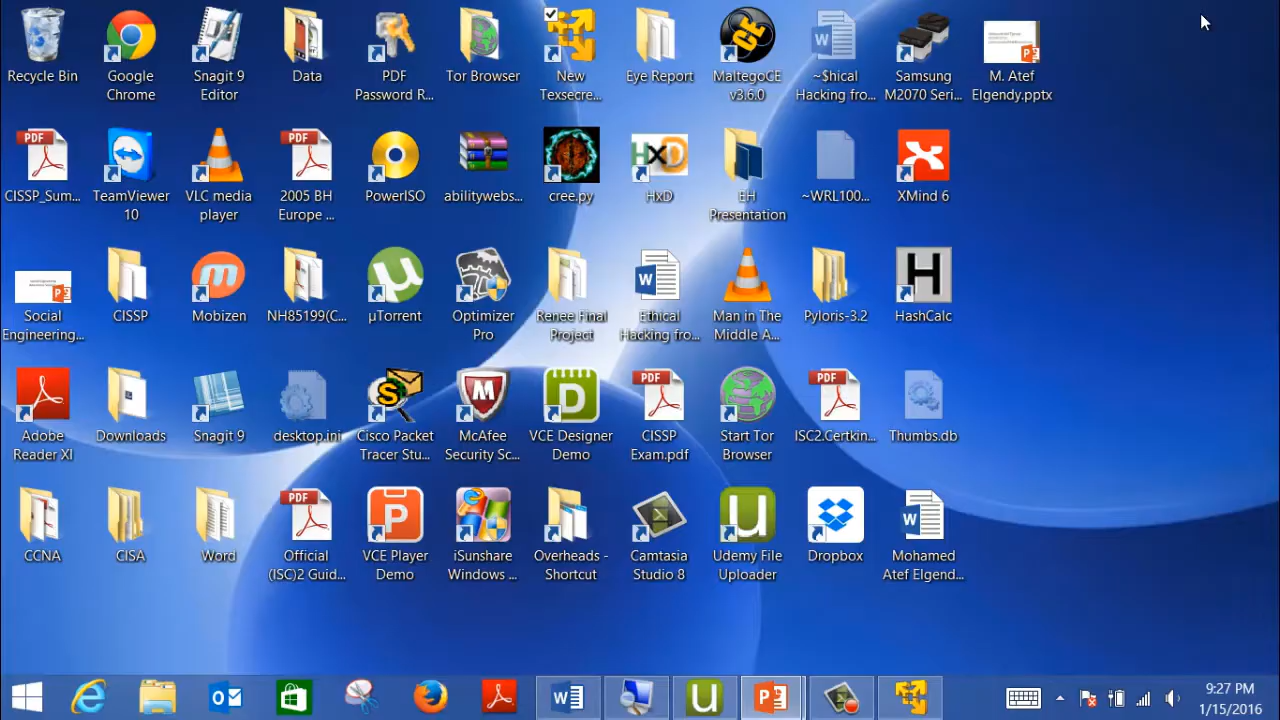 Recycle Bin
Google
Chrome
Snagit 9
Editor
Data
PDF
Password R...
Tor Browser
New
Texsecre...
Eye Report
MaltegoCE
v3.6.0
~$hical
Hacking fro...
Samsung
M2070 Seri...
M. Atef
Elgendy.pptx
PDF
CISSP_Sum...
TeamViewer
10
VLC media
player
PDF
2005 BH
Europe ...
PowerISO
abilitywebs...
cree.py
HxD
HxD
EH
Presentation
~WRL100...
XMind 6
Social
Engineering...
CISSP
Mobizen
NH85199(C...
µTorrent
Optimizer
Pro
Renee Final
Project
Ethical
Hacking fro...
Man in The
Middle A...
Pyloris-3.2
H
HashCalc
Adobe
Reader XI
Downloads
Snagit 9
desktop.ini
Cisco Packet
Tracer Stu...
McAfee
Security Sc...
VCE Designer
Demo
PDF
CISSP
Exam.pdf
Start Tor
Browser
PDF
ISC2.Certkin...
Thumbs.db
CCNA
CISA
Word
PDF
Official
(ISC)2 Guid...
VCE Player
Demo
iSunshare
Windows ...
Overheads -
Shortcut
Camtasia
Studio 8
Udemy File
Uploader
Dropbox
Mohamed
Atef Elgend...
9:27 PM
1/15/2016